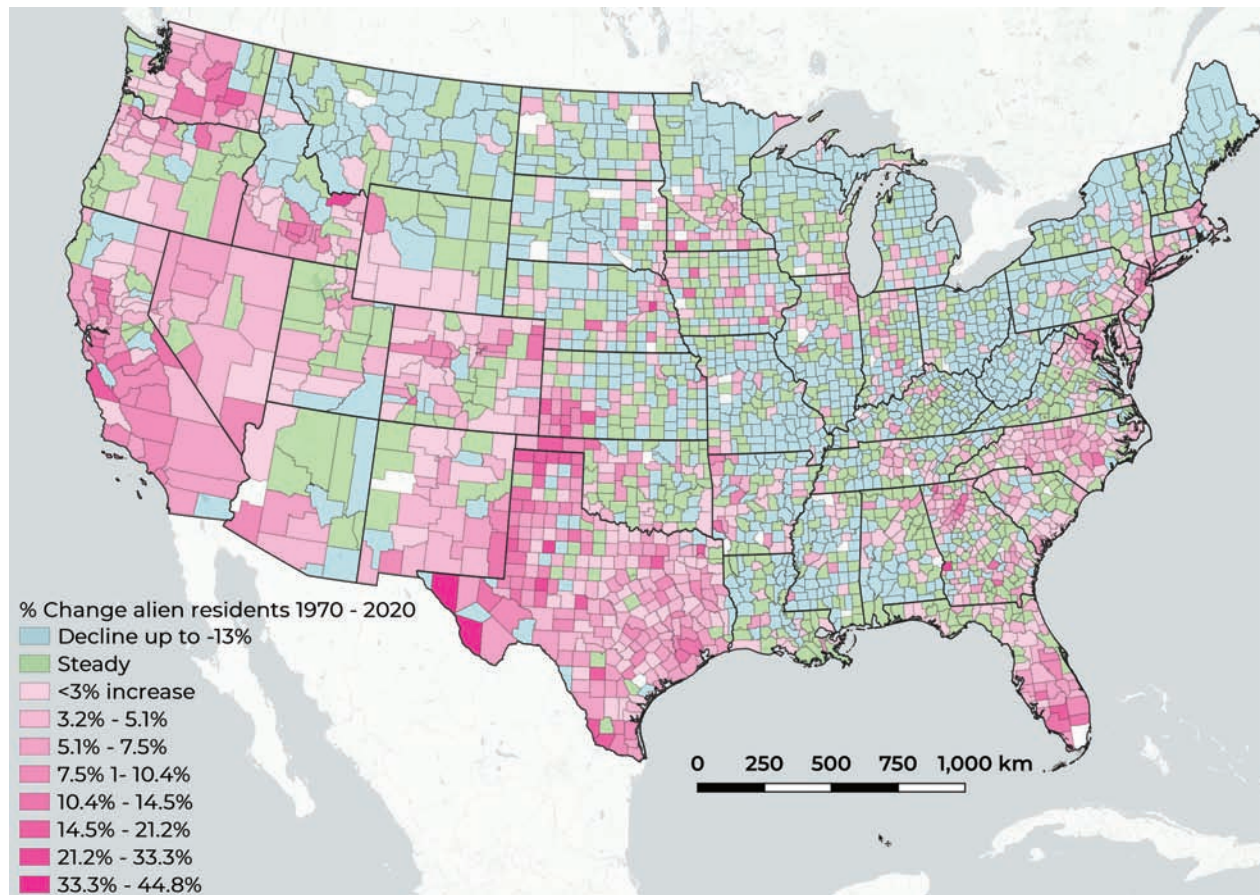 % Change alien residents 1970 - 2020
Decline up to -13%
Steady
<3% increase
3.2% - 5.1%
5.1% - 7.5%
7.5% 1- 10.4%
10.4% - 14.5%
14.5% - 21.2%
21.2% - 33.3%
33.3% - 44.8%
0 250 500 750 1,000 km